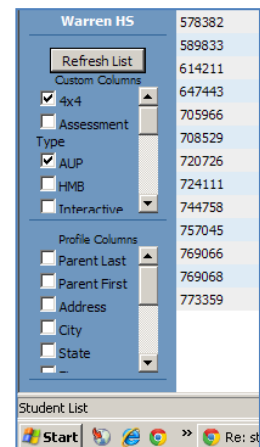 Warren HS
Refresh List
Custom Columns
4x4
Assessment
Type
AUP
HMB
Interactive
Profile Columns
Parent Last
Parent First
Address
City
State
578382
589833
614211
647443
705966
708529
720726
724111
744758
757045
769066
769068
773359
Student List
Start
» Re: st